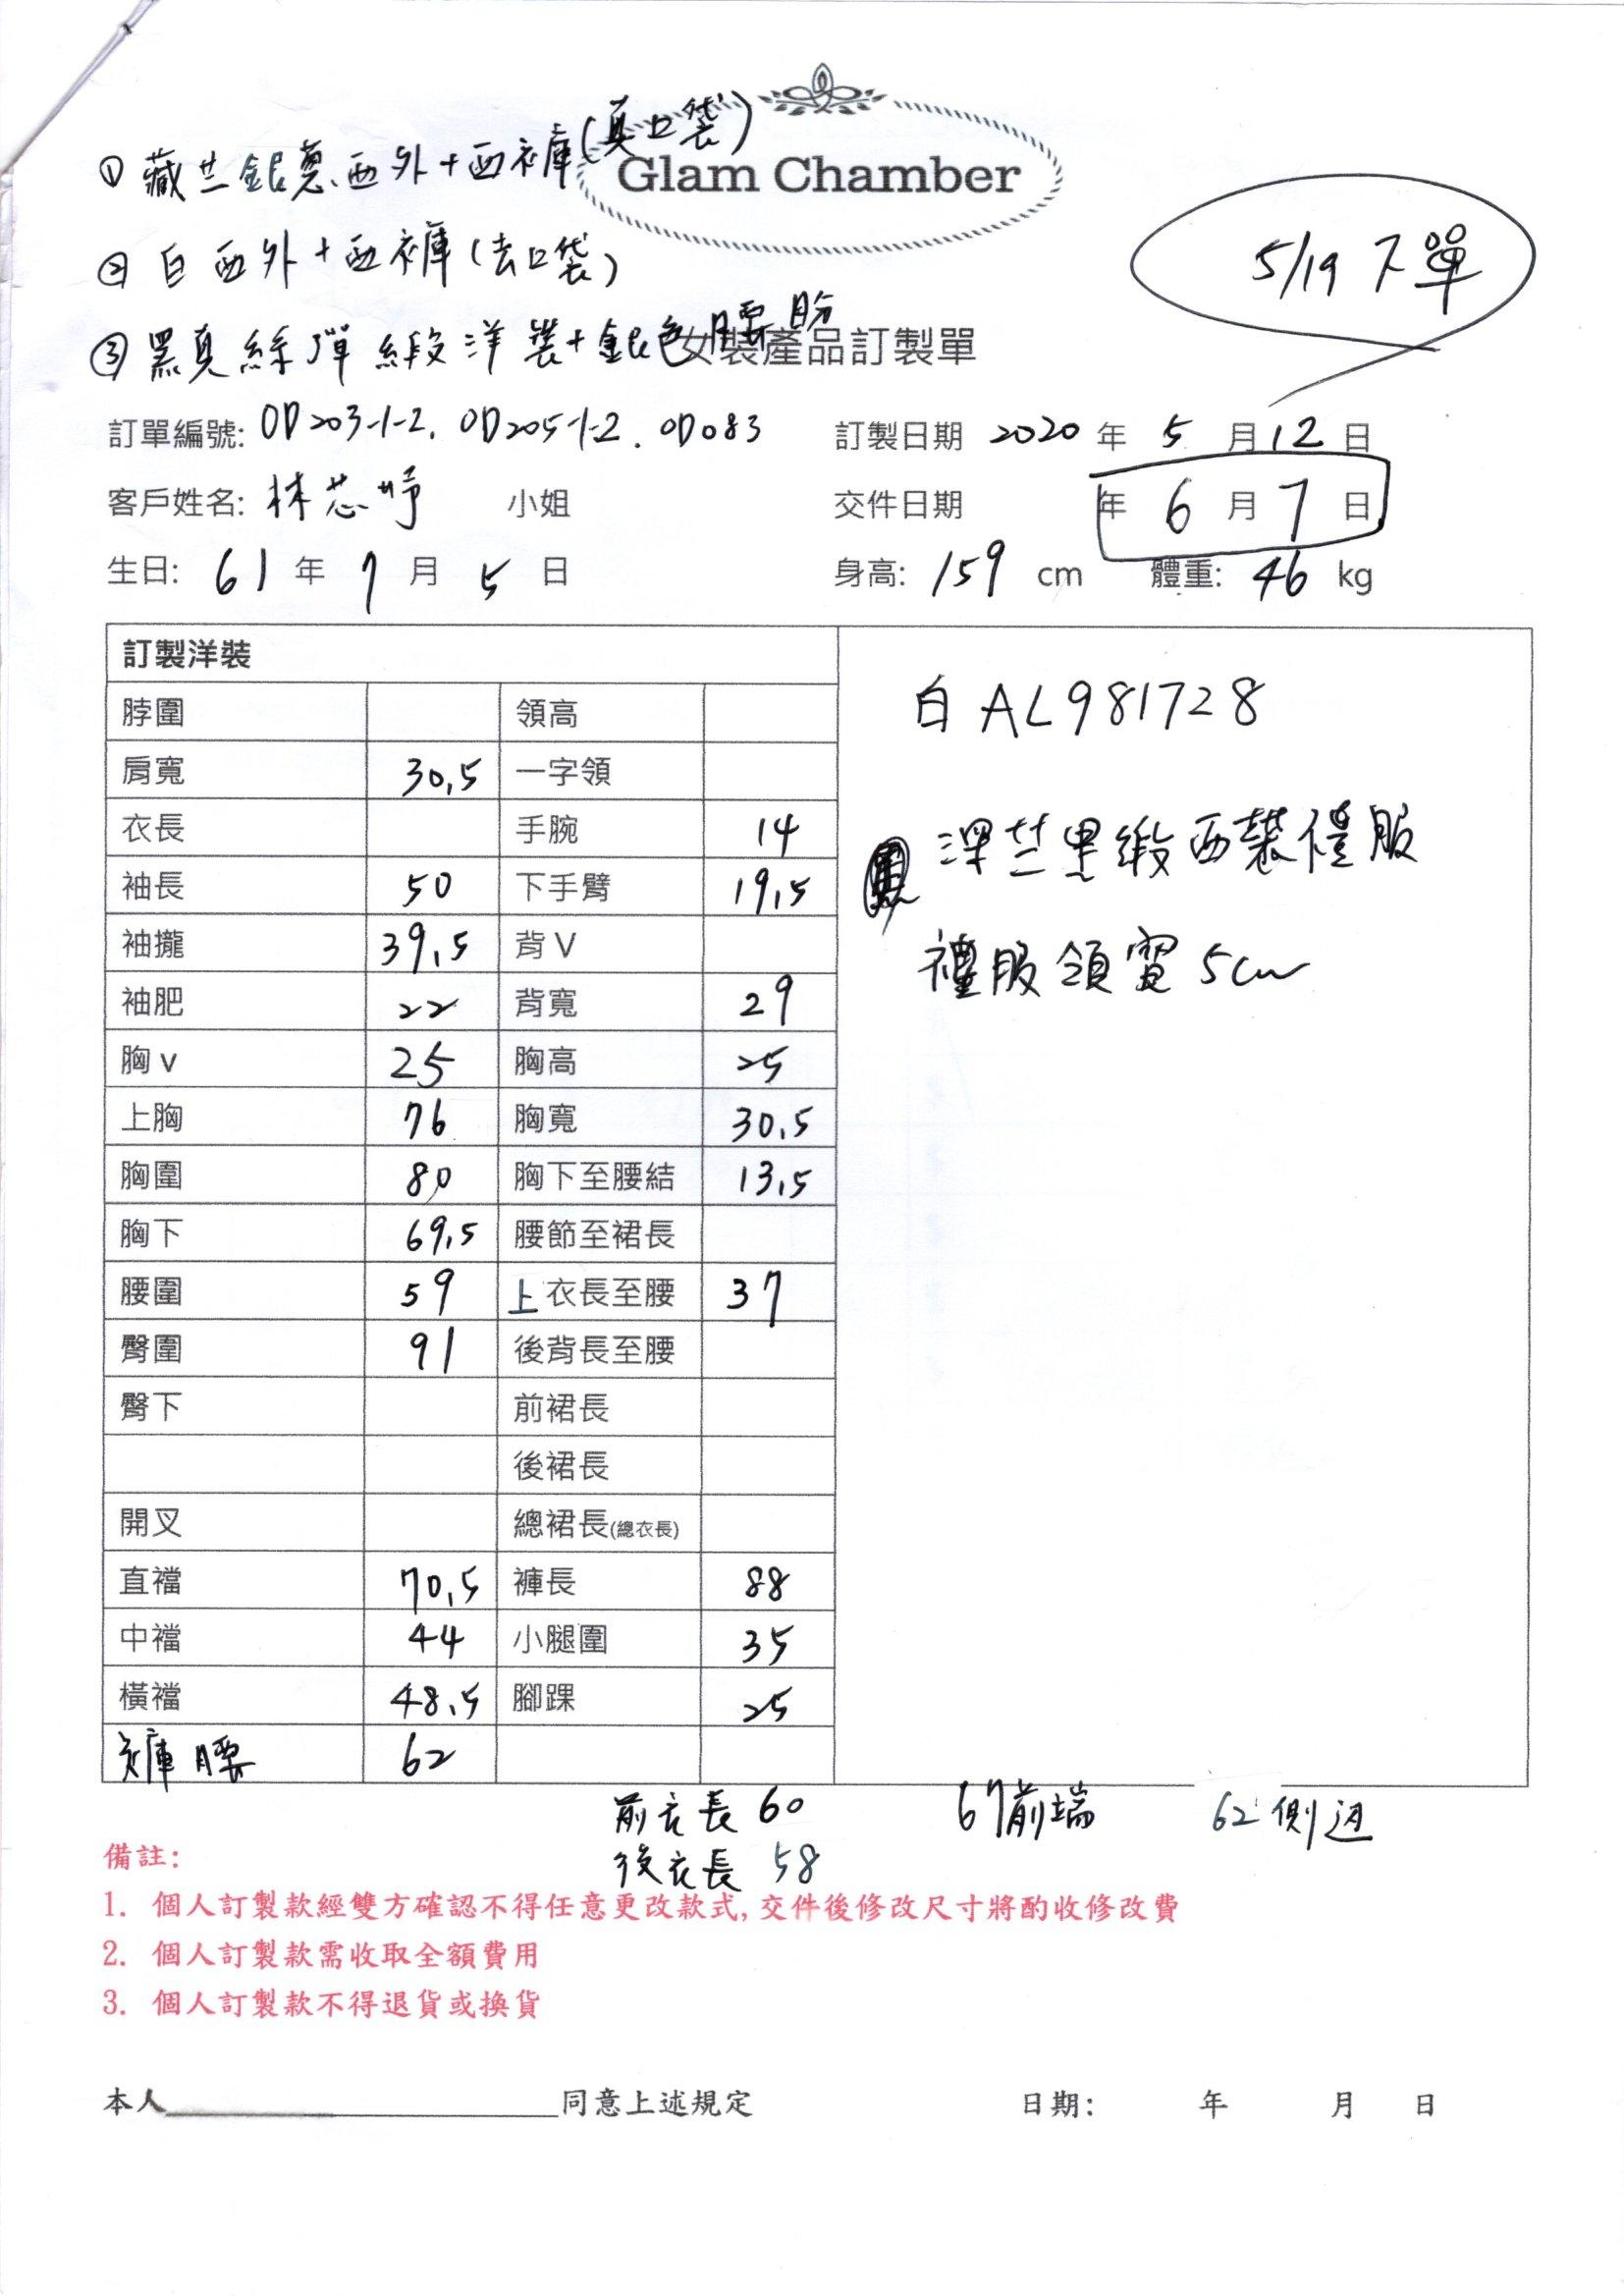 ① 藏芷銀蔥西外+西褲(真口袋)
Glam Chamber
② 白西外+西褲(去口袋)
5/19 下單
③ 黑真絲彈緞洋裝+銀色腰
女裝產品訂製單
訂單編號: OD203-1-2. OD205-1-2. OD083 訂製日期 2020 年 5 月 12 日
客戶姓名: 林芯妤 小姐 交件日期 年 6 月 7 日
生日: 61 年 7 月 5 日 身高: 159 cm 體重: 46 kg
訂製洋裝
脖圍 領高
肩寬 30.5 一字領
衣長 手腕 14
袖長 50 下手臂 19.5
袖攏 39.5 背V
袖肥 22 背寬 29
胸v 25 胸高 25
上胸 76 胸寬 30.5
胸圍 80 胸下至腰結 13.5
胸下 69.5 腰節至裙長
腰圍 59 上衣長至腰 37
臀圍 91 後背長至腰
臀下 前裙長
後裙長
開叉 總裙長(總衣長)
直襠 70.5 褲長 88
中襠 44 小腿圍 35
橫襠 48.5 腳踝 25
褲腰 62
白 AL981728
深芷黑緞西裝禮服
禮服領寬 5cm
前衣長 60 67前端 62側边
後衣長 58
備註:
1. 個人訂製款經雙方確認不得任意更改款式, 交件後修改尺寸將酌收修改費
2. 個人訂製款需收取全額費用
3. 個人訂製款不得退貨或換貨
本人 同意上述規定 日期: 年 月 日